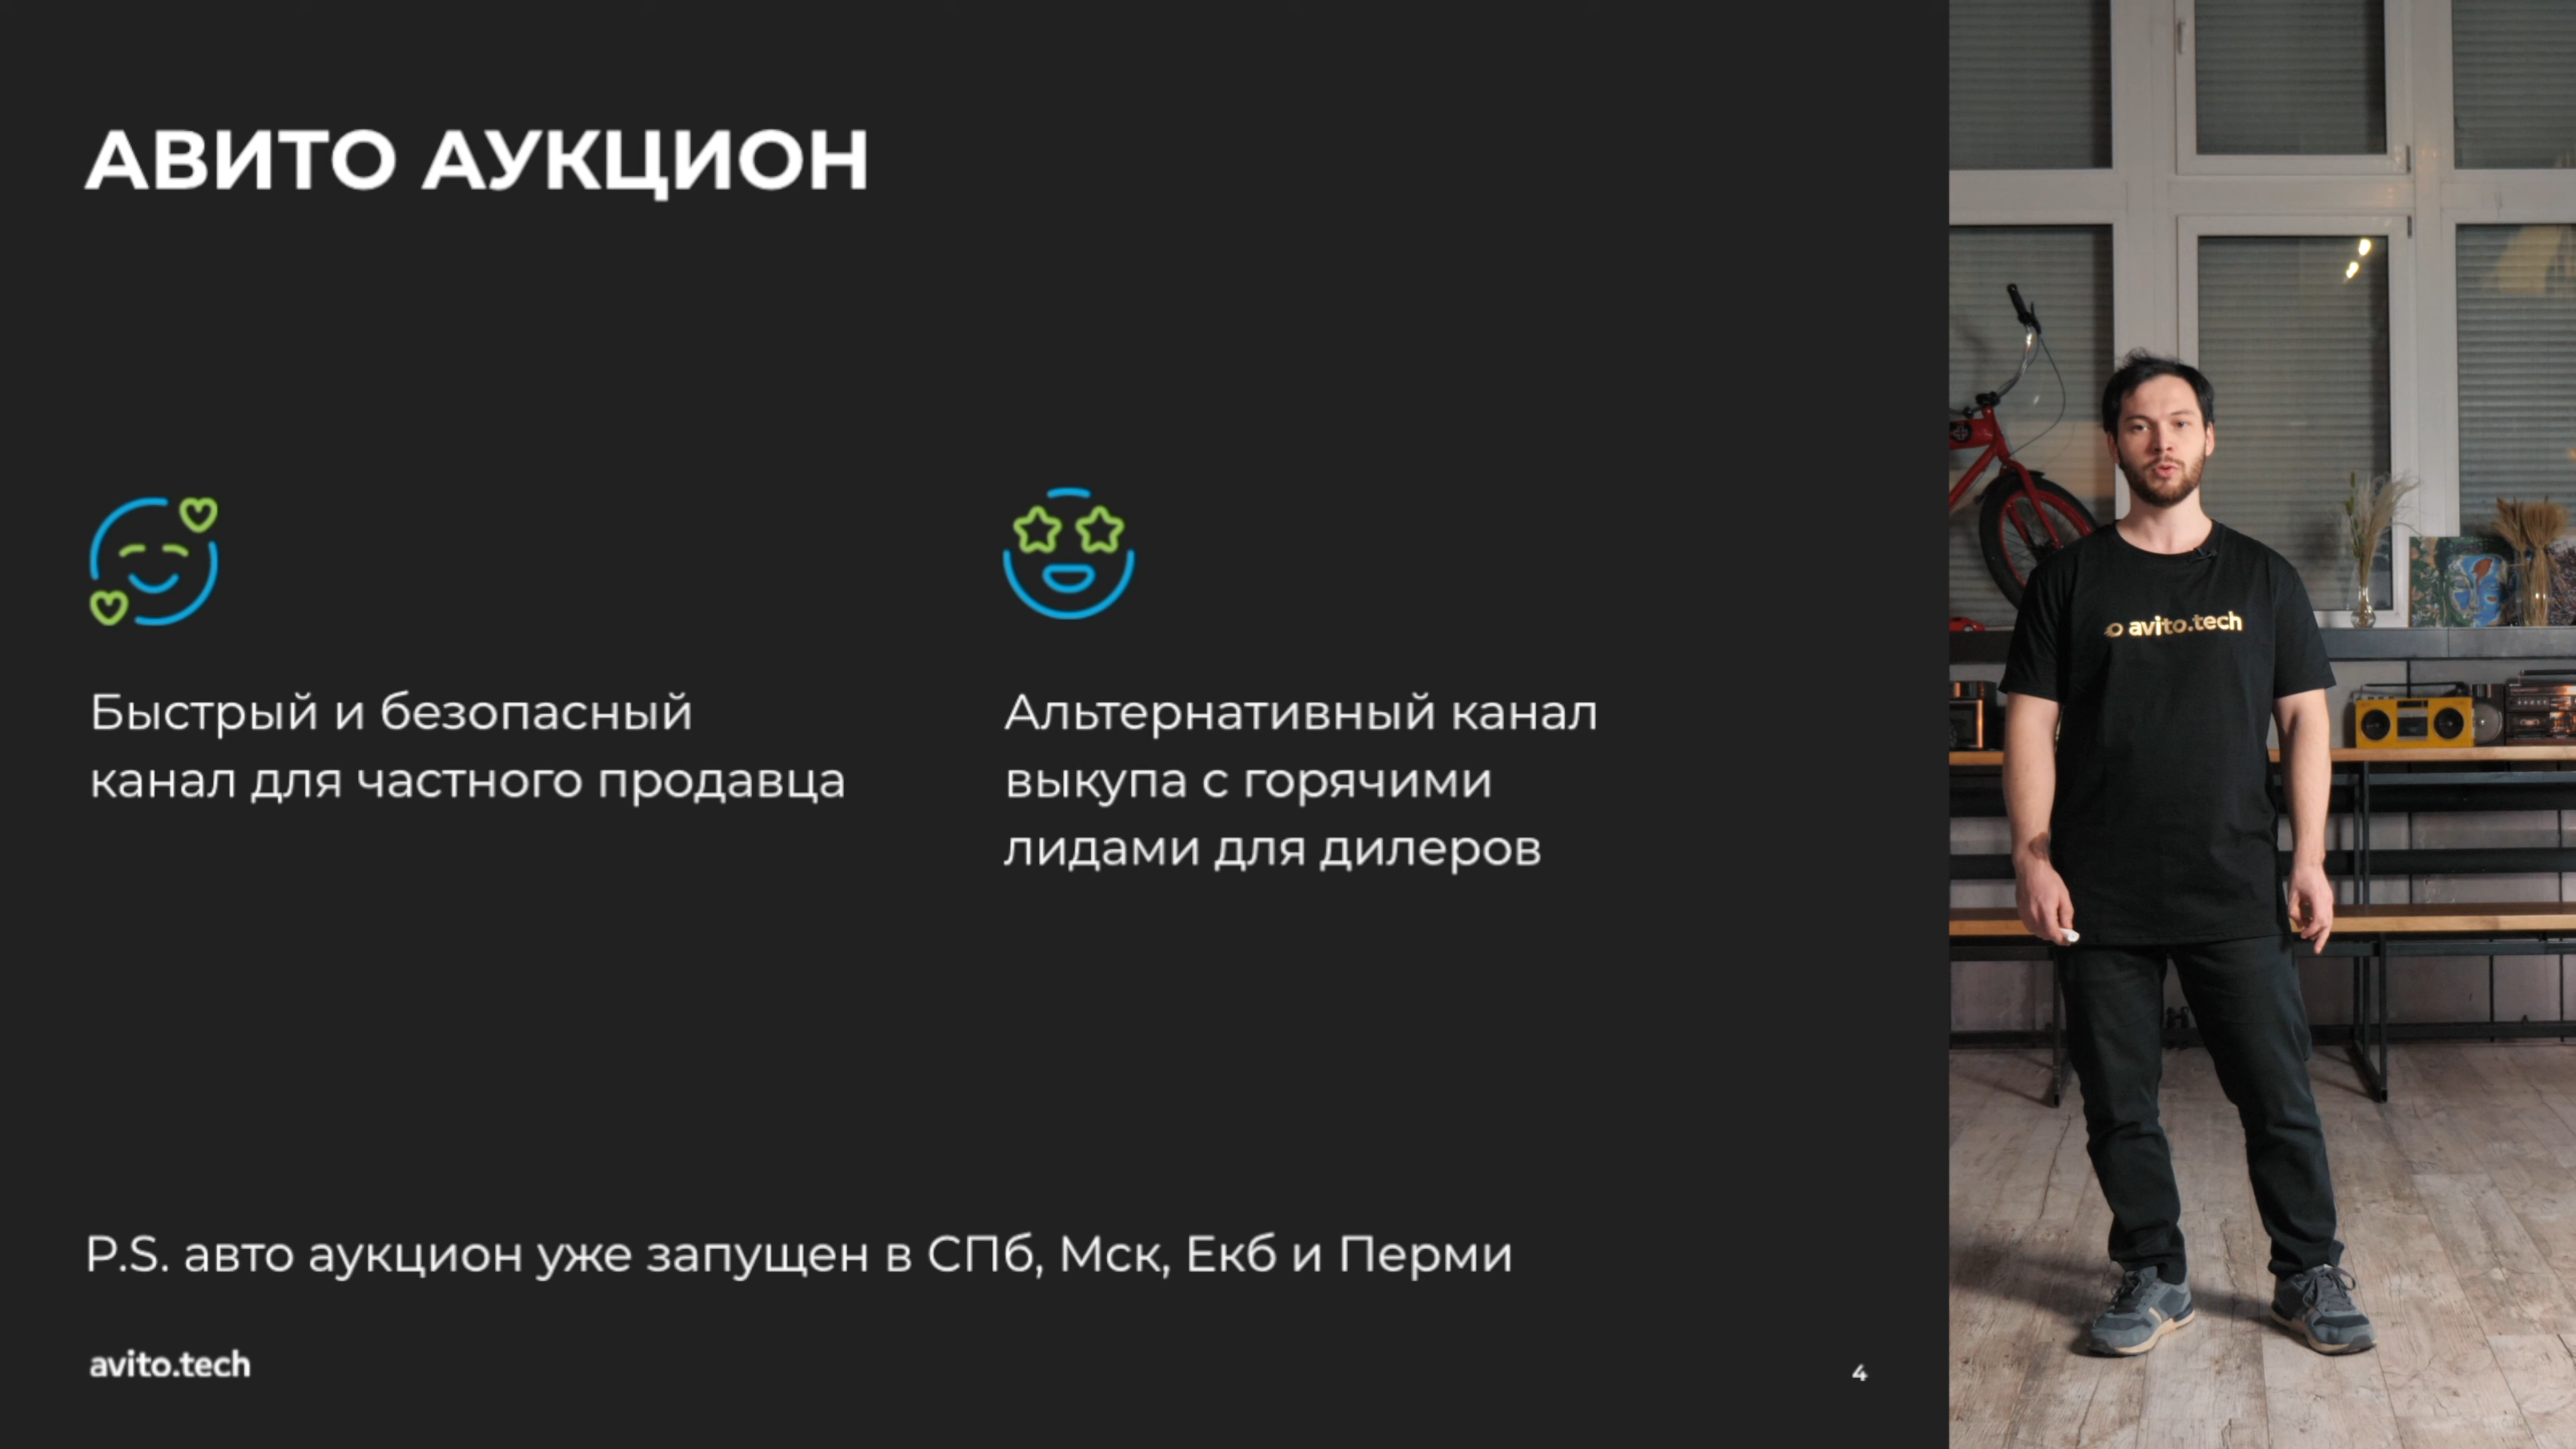 АВИТО АУКЦИОН
Быстрый и безопасный
канал для частного продавца
Альтернативный канал
выкупа с горячими
лидами для дилеров
P.S. авто аукцион уже запущен в СПб, Мск, Екб и Перми
avito.tech
4
avito.tech